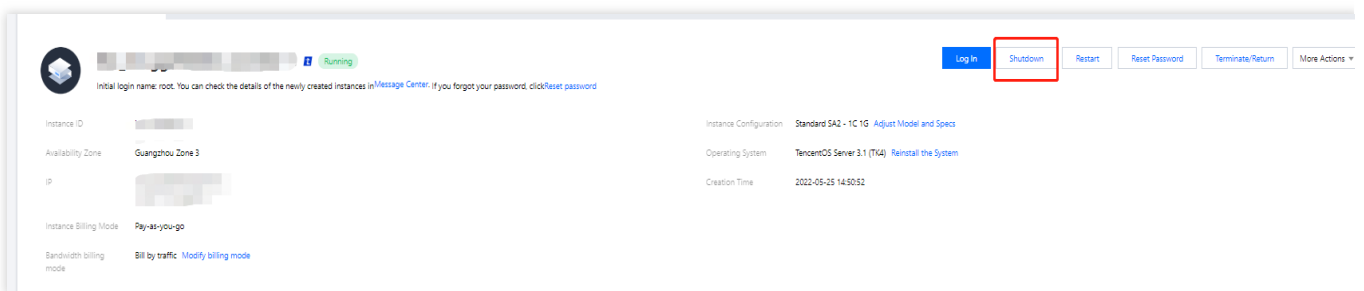 Running
Log In Shutdown Restart Reset Password Terminate/Return More Actions
Initial login name: root. You can check the details of the newly created instances inMessage Center. If you forgot your password, clickReset password
Instance ID
Instance Configuration Standard SA2 - 1C 1G Adjust Model and Specs
Availability Zone Guangzhou Zone 3
Operating System TencentOS Server 3.1 (TK4) Reinstall the System
IP
Creation Time 2022-05-25 14:50:52
Instance Billing Mode Pay-as-you-go
Bandwidth billing
mode
Bill by traffic Modify billing mode